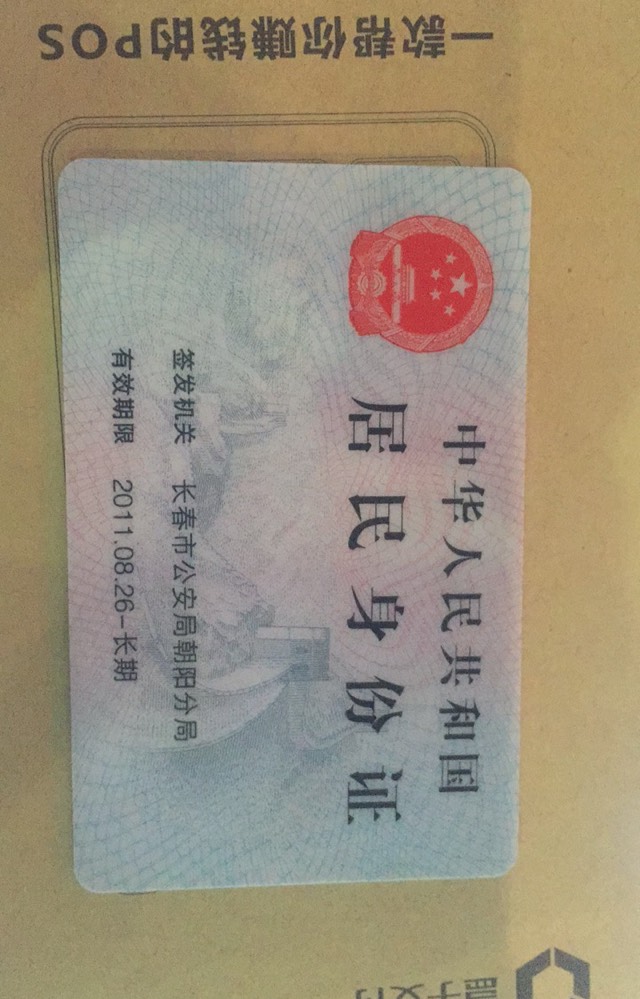 一款帮你赚钱的POS
中华人民共和国
居民身份证
签发机关 长春市公安局朝阳分局
有效期限 2011.08.26-长期